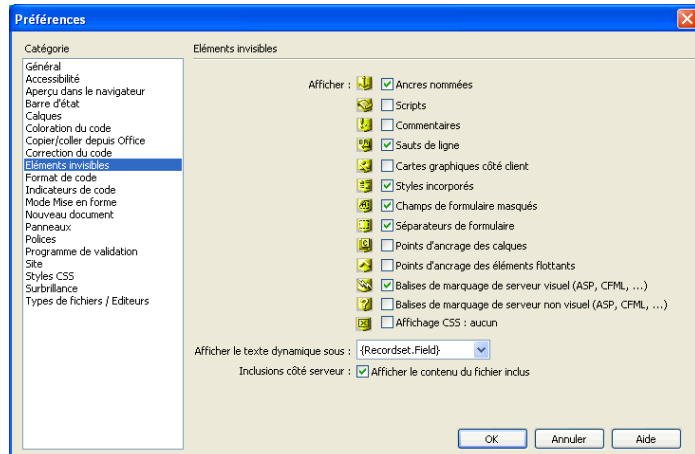 Préférences
Catégorie
Général
Accessibilité
Aperçu dans le navigateur
Barre d'état
Calques
Coloration du code
Copier/coller depuis Office
Correction du code
Eléments invisibles
Format de code
Indicateurs de code
Mode Mise en forme
Nouveau document
Panneaux
Polices
Programme de validation
Site
Styles CSS
Surbrillance
Types de fichiers / Editeurs
Eléments invisibles
Afficher : Ancres nommées
Scripts
Commentaires
Sauts de ligne
Cartes graphiques côté client
Styles incorporés
Champs de formulaire masqués
Séparateurs de formulaire
Points d'ancrage des calques
Points d'ancrage des éléments flottants
Balises de marquage de serveur visuel (ASP, CFML, ...)
Balises de marquage de serveur non visuel (ASP, CFML, ...)
Affichage CSS : aucun
Afficher le texte dynamique sous : {Recordset.Field}
Inclusions côté serveur : Afficher le contenu du fichier inclus
OK Annuler Aide